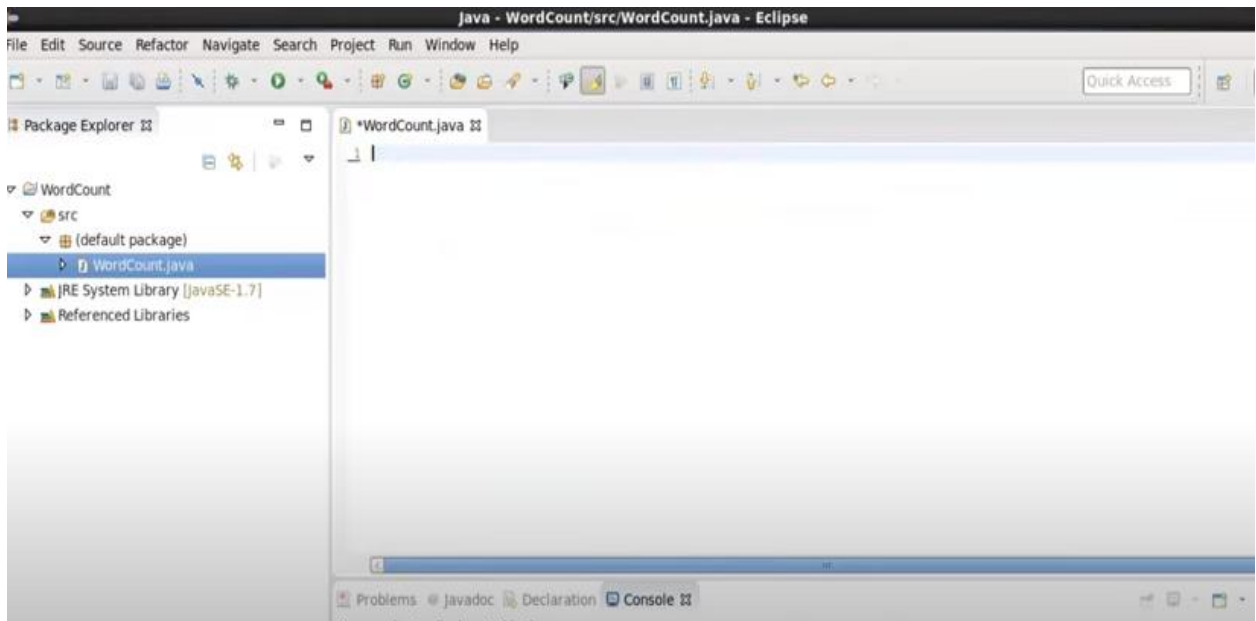 Java - WordCount/src/WordCount.java - Eclipse
File Edit Source Refactor Navigate Search Project Run Window Help
Quick Access
Package Explorer
*WordCount.java
1
WordCount
src
(default package)
WordCount.java
JRE System Library [JavaSE-1.7]
Referenced Libraries
Problems @ Javadoc Declaration Console